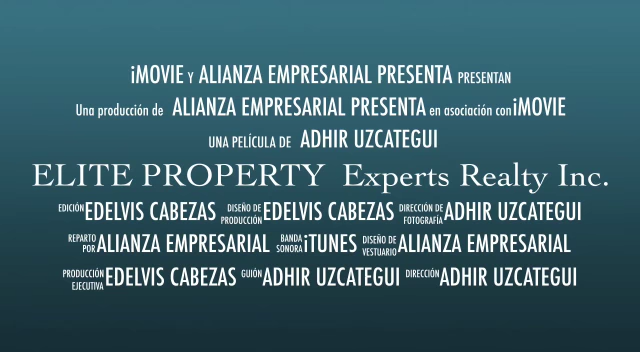 iMOVIE Y ALIANZA EMPRESARIAL PRESENTA PRESENTAN
Una producción de ALIANZA EMPRESARIAL PRESENTA en asociación con iMOVIE
UNA PELÍCULA DE ADHIR UZCATEGUI
ELITE PROPERTY Experts Realty Inc.
EDICIÓN EDELVIS CABEZAS DISEÑO DE PRODUCCIÓN EDELVIS CABEZAS DIRECCIÓN DE FOTOGRAFÍA ADHIR UZCATEGUI
REPARTO POR ALIANZA EMPRESARIAL BANDA SONORA iTUNES DISEÑO DE VESTUARIO ALIANZA EMPRESARIAL
PRODUCCIÓN EJECUTIVA EDELVIS CABEZAS GUIÓN ADHIR UZCATEGUI DIRECCIÓN ADHIR UZCATEGUI